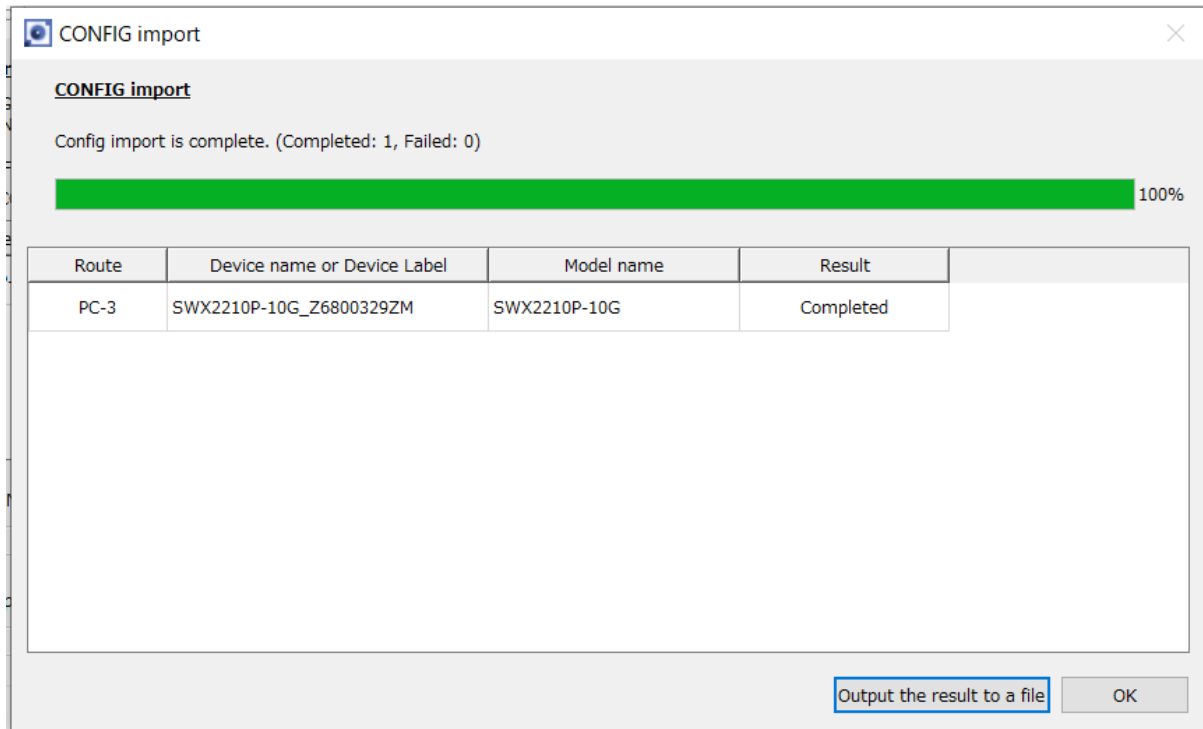 CONFIG import
CONFIG import
Config import is complete. (Completed: 1, Failed: 0)
100%
Route Device name or Device Label Model name Result
PC-3 SWX2210P-10G_Z6800329ZM SWX2210P-10G Completed
Output the result to a file OK